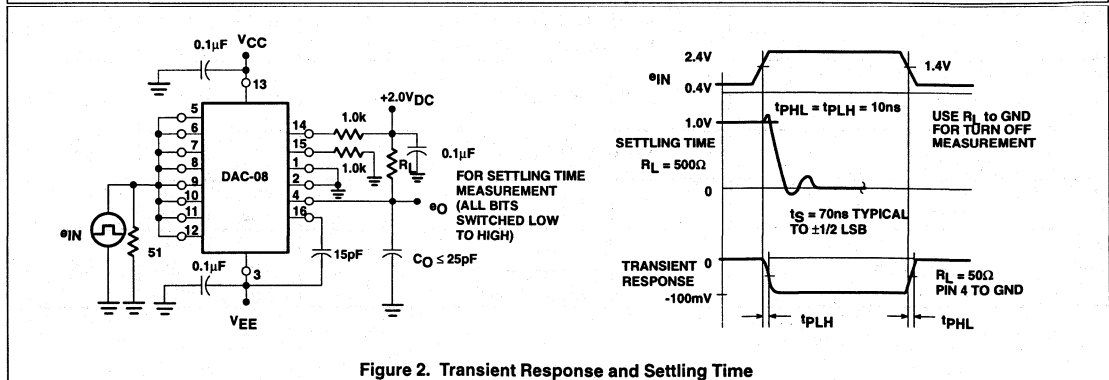 0.1µF
VCC
13
5
6
7
8
9
10
11
12
DAC-08
14
15
1
2
4
16
1.0k
1.0k
+2.0VDC
RL
0.1µF
FOR SETTLING TIME
MEASUREMENT
(ALL BITS
SWITCHED LOW
TO HIGH)
eO
eIN
51
0.1µF
3
VEE
15pF
CO ≤ 25pF
2.4V
eIN
0.4V
1.4V
tPHL = tPLH = 10ns
USE RL to GND
FOR TURN OFF
MEASUREMENT
1.0V
SETTLING TIME
RL = 500Ω
0
tS = 70ns TYPICAL
TO ±1/2 LSB
TRANSIENT
RESPONSE
0
-100mV
RL = 50Ω
PIN 4 TO GND
tPLH
tPHL
Figure 2. Transient Response and Settling Time